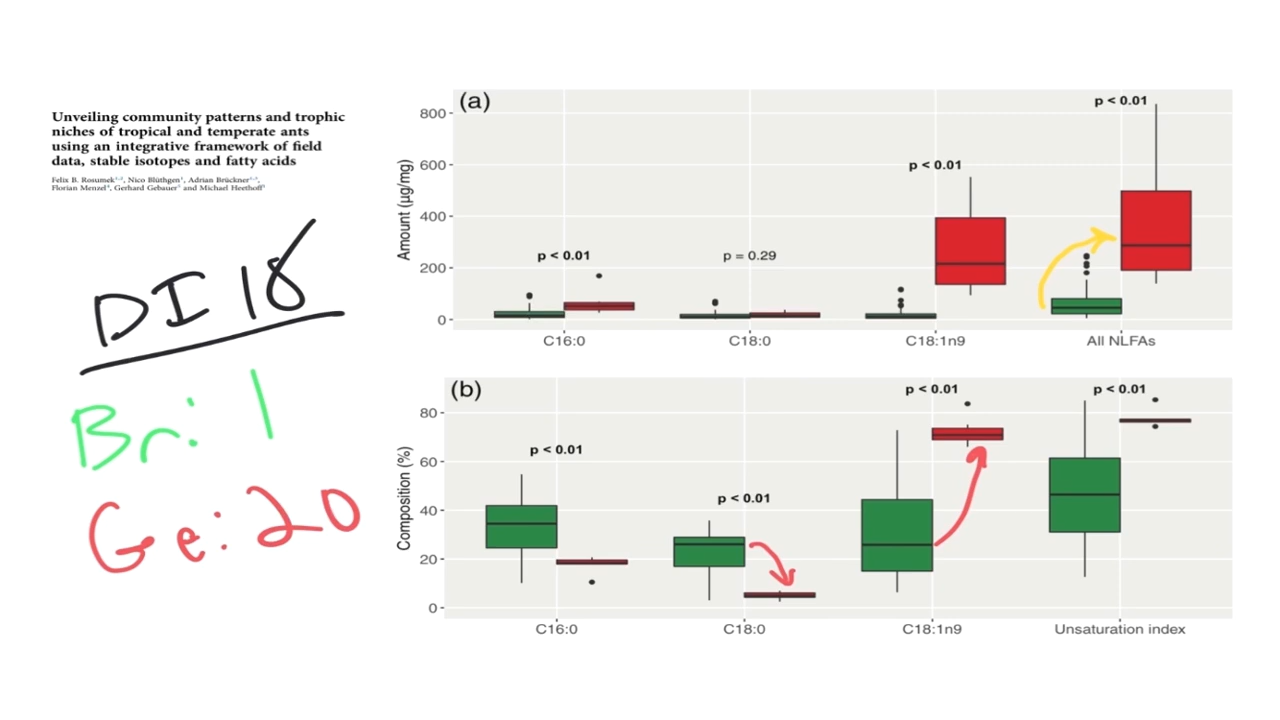 Unveiling community patterns and trophic
niches of tropical and temperate ants
using an integrative framework of field
data, stable isotopes and fatty acids
Felix B. Rosumek, Nico Blüthgen, Adrian Brückner,
Florian Menzel, Gerhard Gebauer and Michael Heethoff
DI 18
Br: 1
Ge: 20
(a)
Amount (µg/mg)
800
600
400
200
0
p < 0.01
p = 0.29
p < 0.01
p < 0.01
C16:0
C18:0
C18:1n9
All NLFAs
(b)
Composition (%)
80
60
40
20
0
p < 0.01
p < 0.01
p < 0.01
p < 0.01
C16:0
C18:0
C18:1n9
Unsaturation index